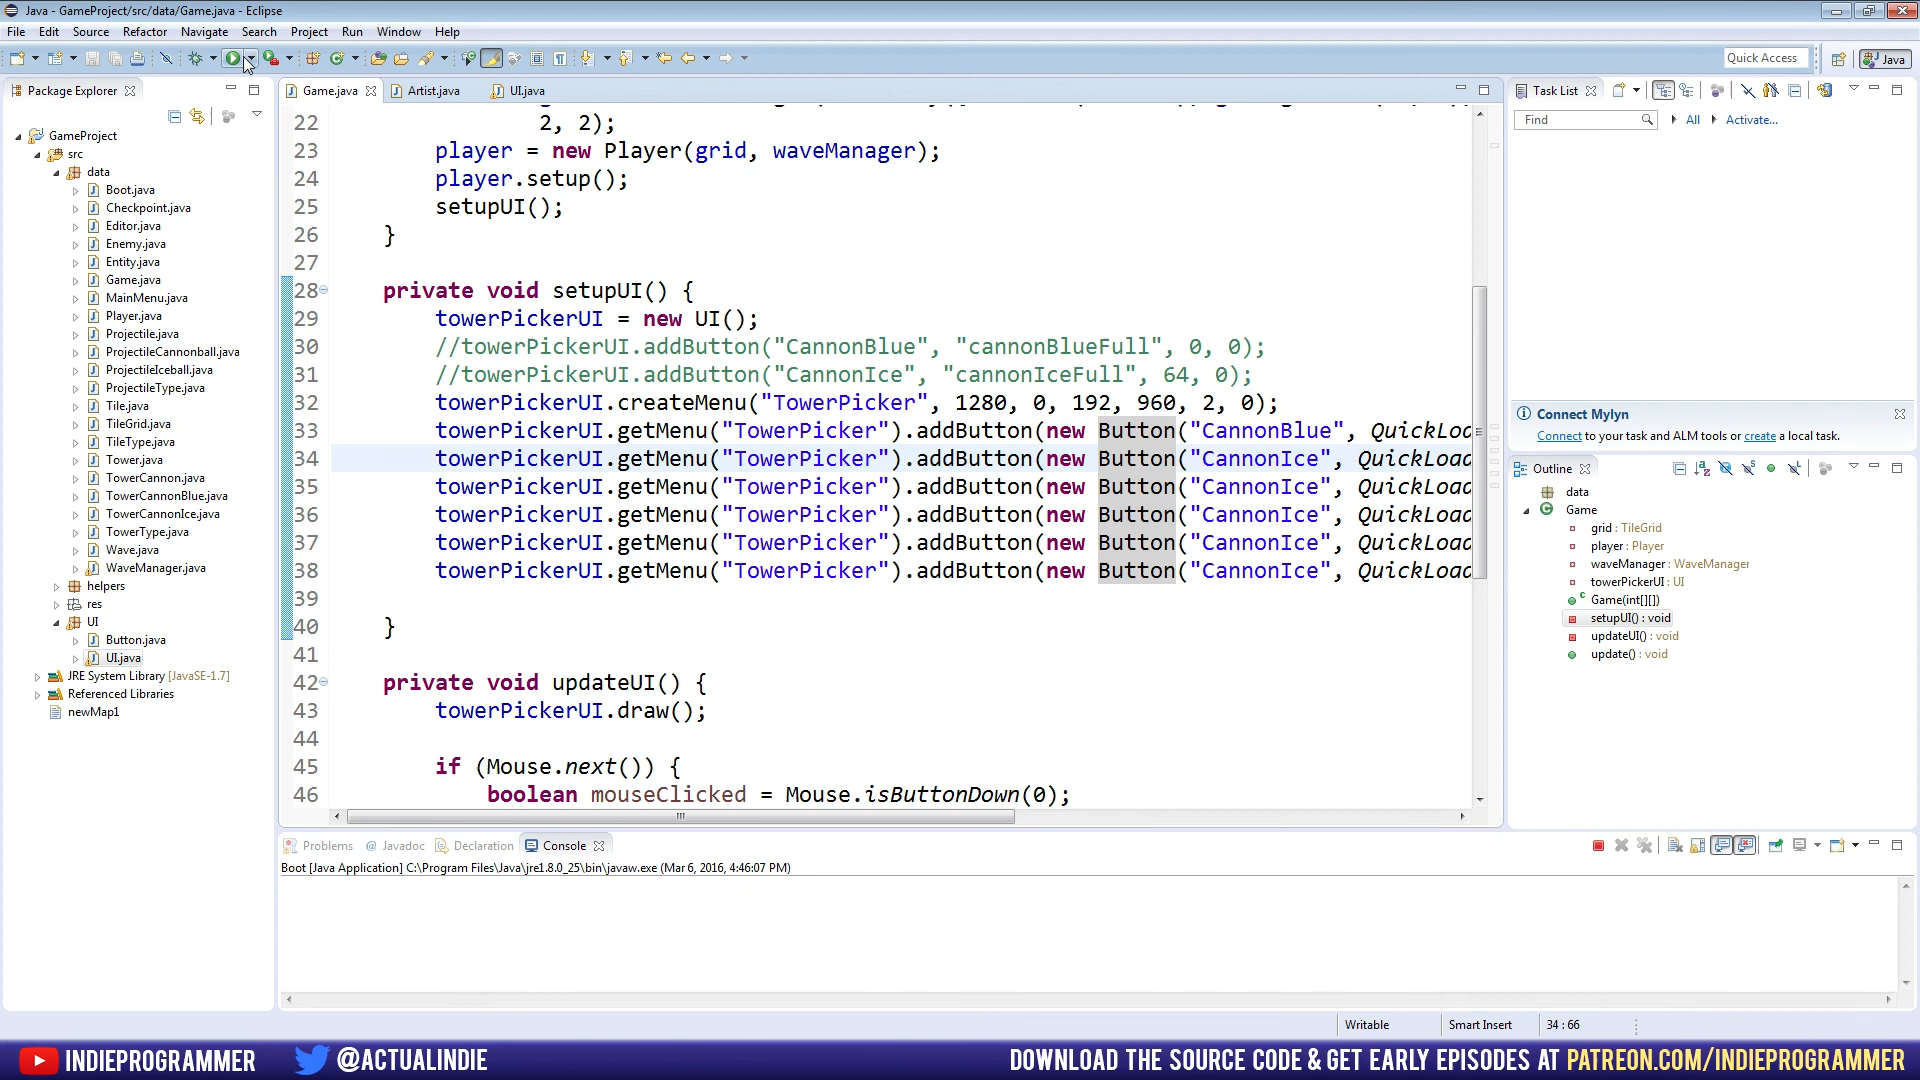 Java - GameProject/src/data/Game.java - Eclipse
File Edit Source Refactor Navigate Search Project Run Window Help
Quick Access
Java
Package Explorer
Game.java
Artist.java
UI.java
Task List
Find
All
Activate...
GameProject
src
data
Boot.java
Checkpoint.java
Editor.java
Enemy.java
Entity.java
Game.java
MainMenu.java
Player.java
Projectile.java
ProjectileCannonball.java
ProjectileIceball.java
ProjectileType.java
Tile.java
TileGrid.java
TileType.java
Tower.java
TowerCannon.java
TowerCannonBlue.java
TowerCannonIce.java
TowerType.java
Wave.java
WaveManager.java
helpers
res
UI
Button.java
UI.java
JRE System Library [JavaSE-1.7]
Referenced Libraries
newMap1
22 2, 2);
23 player = new Player(grid, waveManager);
24 player.setup();
25 setupUI();
26 }
27
28 private void setupUI() {
29 towerPickerUI = new UI();
30 //towerPickerUI.addButton("CannonBlue", "cannonBlueFull", 0, 0);
31 //towerPickerUI.addButton("CannonIce", "cannonIceFull", 64, 0);
32 towerPickerUI.createMenu("TowerPicker", 1280, 0, 192, 960, 2, 0);
33 towerPickerUI.getMenu("TowerPicker").addButton(new Button("CannonBlue", QuickLoa
34 towerPickerUI.getMenu("TowerPicker").addButton(new Button("CannonIce", QuickLoad
35 towerPickerUI.getMenu("TowerPicker").addButton(new Button("CannonIce", QuickLoad
36 towerPickerUI.getMenu("TowerPicker").addButton(new Button("CannonIce", QuickLoad
37 towerPickerUI.getMenu("TowerPicker").addButton(new Button("CannonIce", QuickLoad
38 towerPickerUI.getMenu("TowerPicker").addButton(new Button("CannonIce", QuickLoad
39
40 }
41
42 private void updateUI() {
43 towerPickerUI.draw();
44
45 if (Mouse.next()) {
46 boolean mouseClicked = Mouse.isButtonDown(0);
Connect Mylyn
Connect to your task and ALM tools or create a local task.
Outline
data
Game
grid : TileGrid
player : Player
waveManager : WaveManager
towerPickerUI : UI
Game(int[][])
setupUI() : void
updateUI() : void
update() : void
Problems @ Javadoc Declaration Console
Boot [Java Application] C:\Program Files\Java\jre1.8.0_25\bin\javaw.exe (Mar 6, 2016, 4:46:07 PM)
Writable
Smart Insert
34 : 66
INDIEPROGRAMMER
@ACTUALINDIE
DOWNLOAD THE SOURCE CODE & GET EARLY EPISODES AT PATREON.COM/INDIEPROGRAMMER